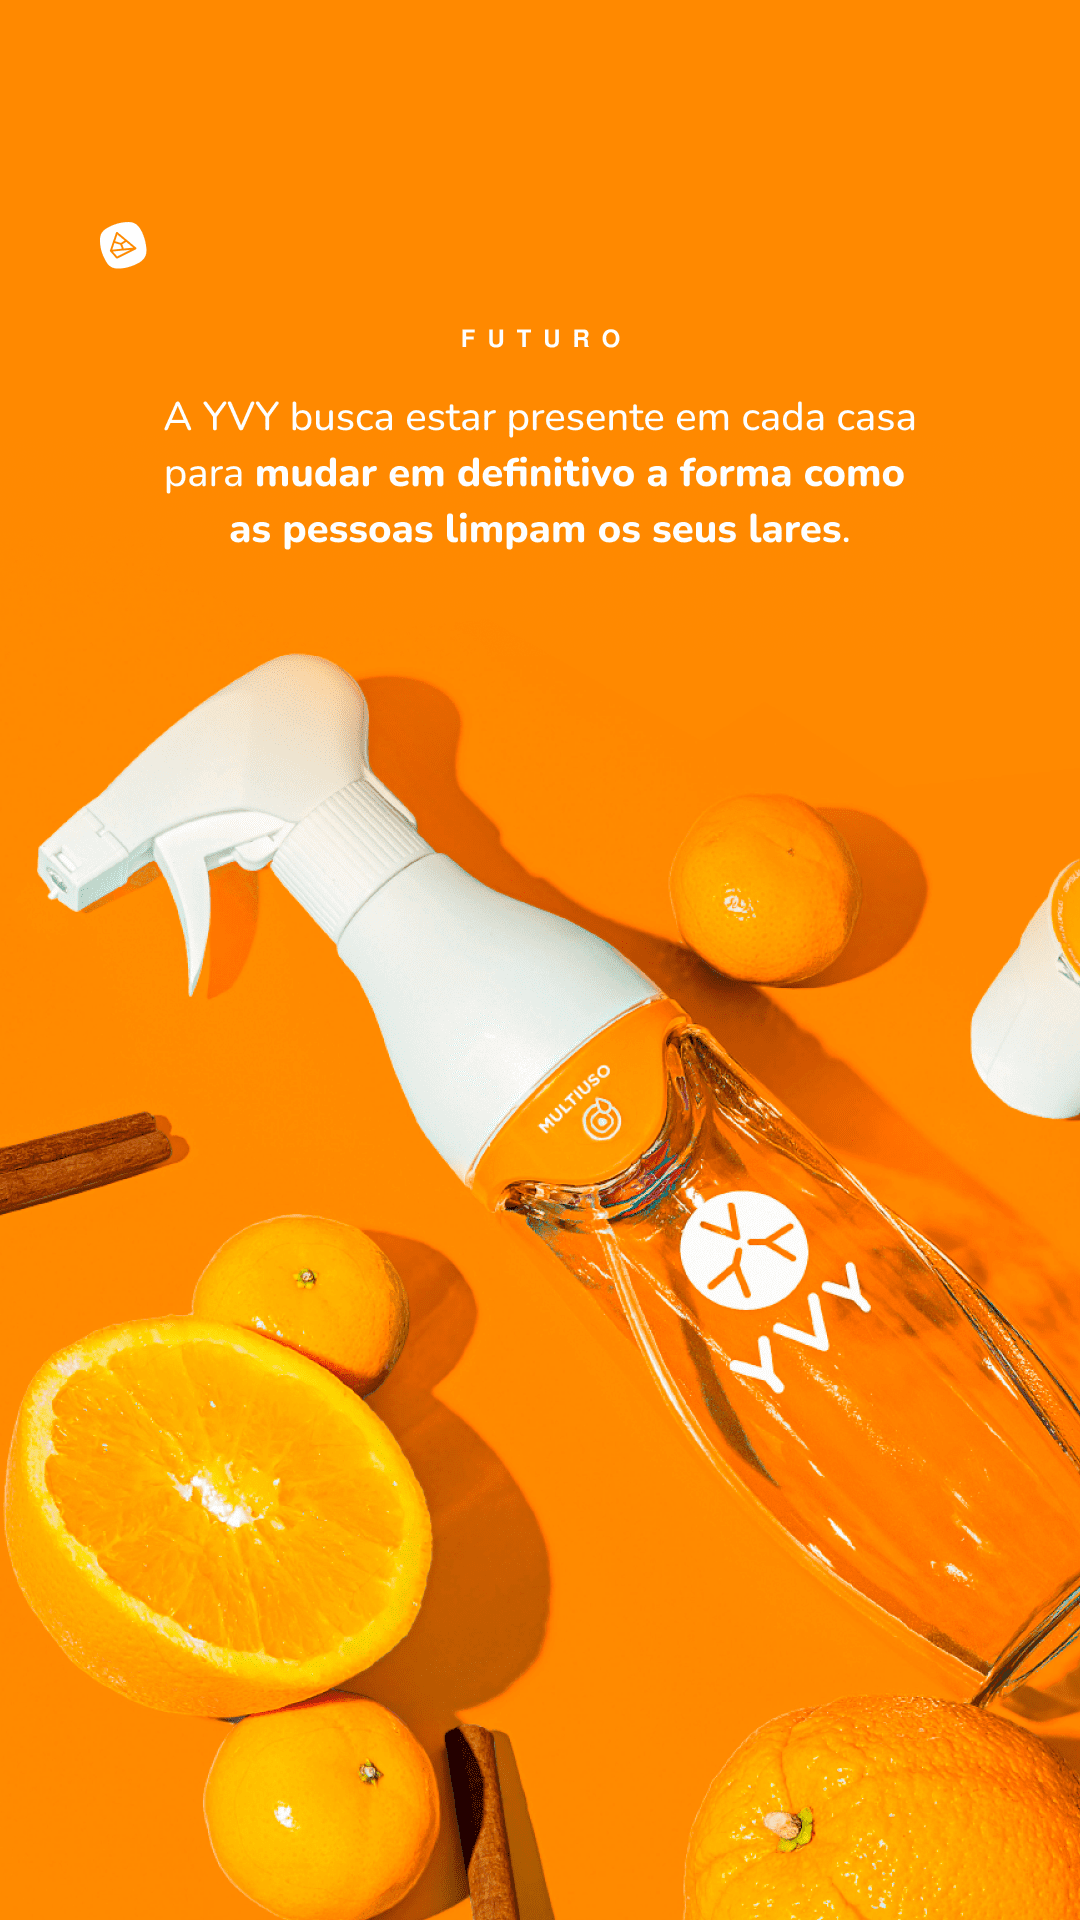 FUTURO
A YVY busca estar presente em cada casa
para mudar em definitivo a forma como
as pessoas limpam os seus lares.
MULTIUSO
YVY
YVY